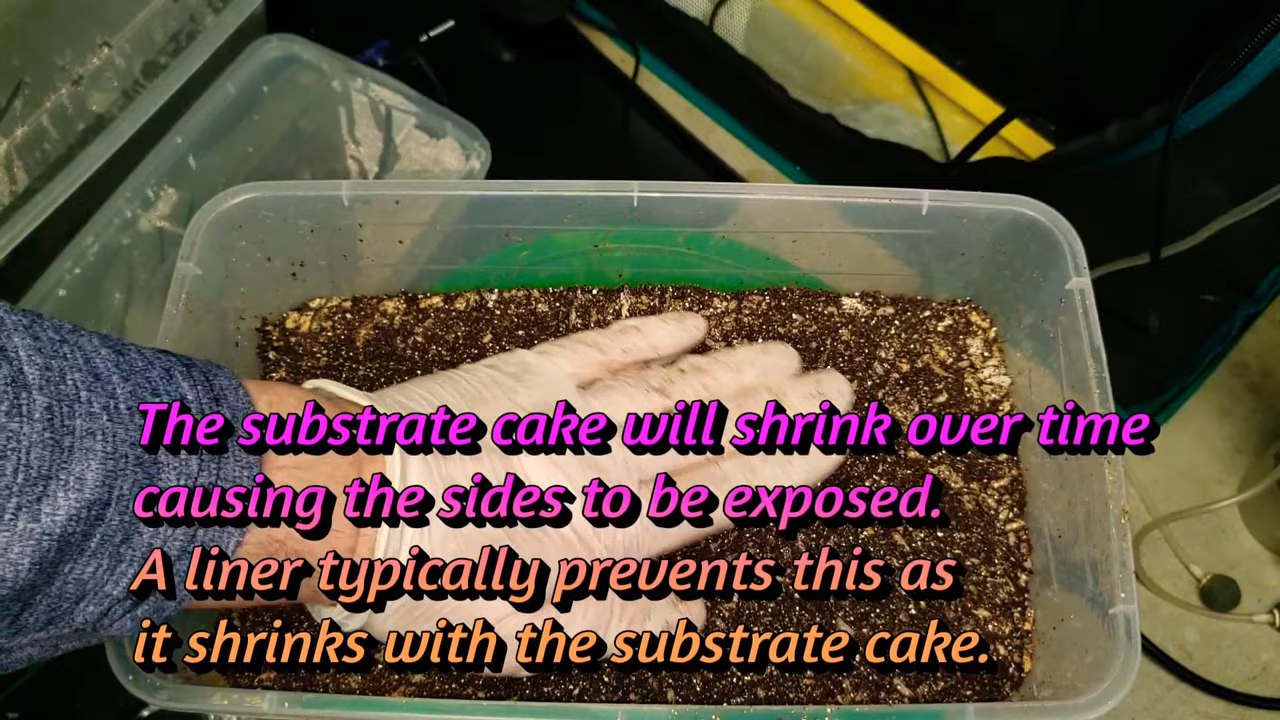 The substrate cake will shrink over time
causing the sides to be exposed.
A liner typically prevents this as
it shrinks with the substrate cake.